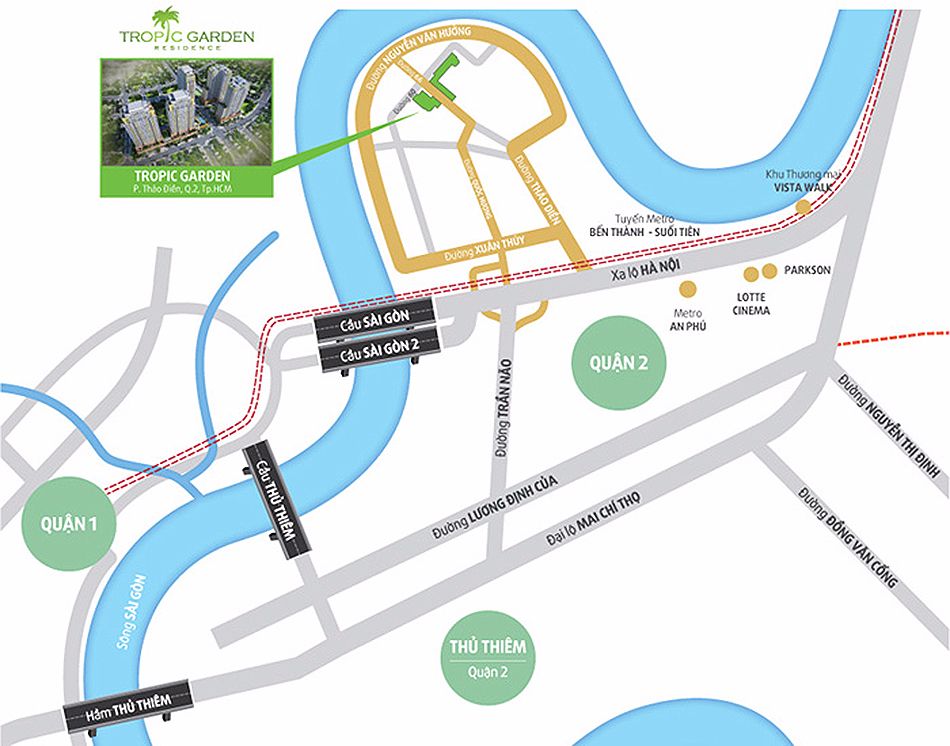 TROPIC GARDEN
RESIDENCE
TROPIC GARDEN
P. Thảo Điền, Q.2, Tp.HCM
Đường NGUYỄN VĂN HƯỞNG
Đường 66
Đường 60
Đường QUỐC HƯƠNG
Đường THẢO ĐIỀN
Đường XUÂN THỦY
Khu Thương mại
VISTA WALK
Tuyến Metro
BẾN THÀNH - SUỐI TIÊN
Xa lộ HÀ NỘI
PARKSON
LOTTE
CINEMA
Metro
AN PHÚ
Cầu SÀI GÒN
Cầu SÀI GÒN 2
QUẬN 2
Đường TRẦN NÃO
Đường NGUYỄN THỊ ĐỊNH
Cầu THỦ THIÊM
Đường LƯƠNG ĐỊNH CỦA
QUẬN 1
Đại lộ MAI CHÍ THỌ
Đường ĐỒNG VĂN CỐNG
Sông SÀI GÒN
THỦ THIÊM
Quận 2
Hầm THỦ THIÊM